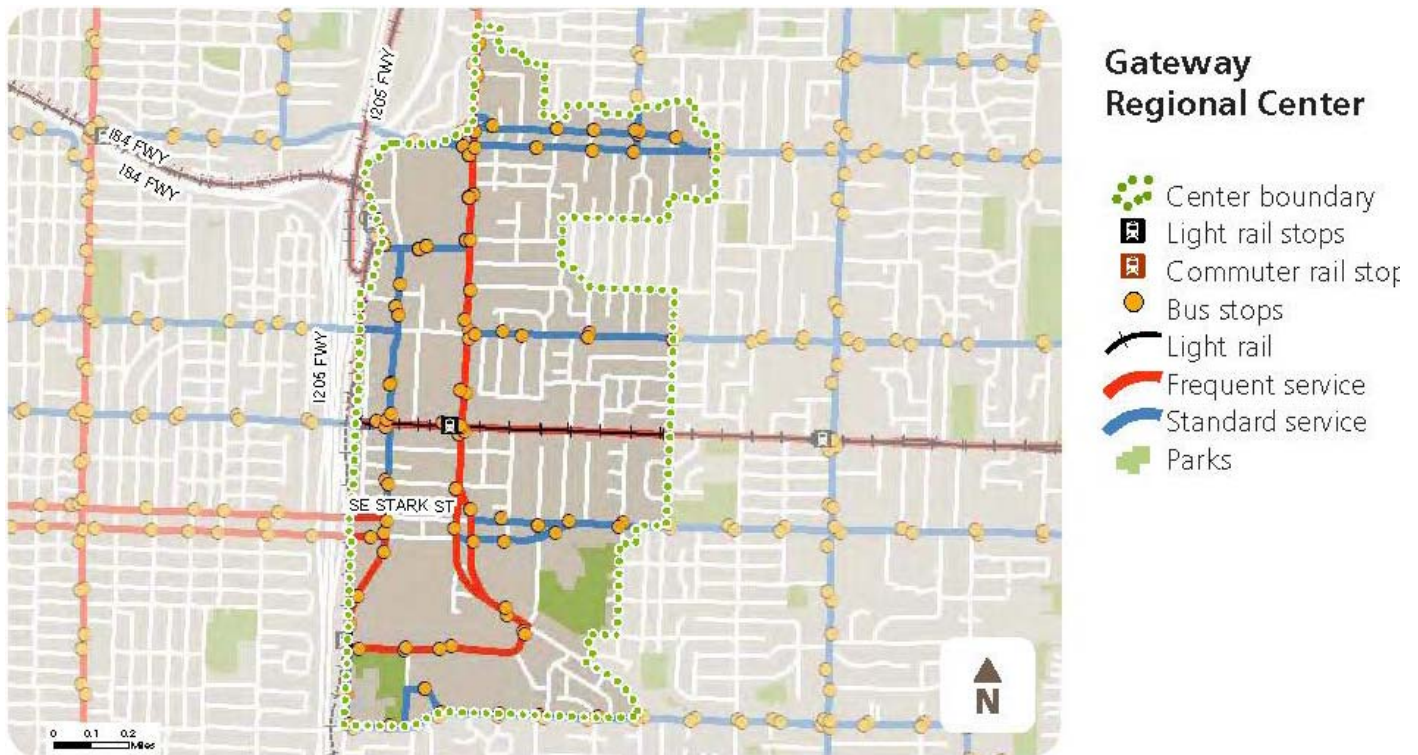 Gateway
Regional Center
Center boundary
Light rail stops
Commuter rail stop
Bus stops
Light rail
Frequent service
Standard service
Parks
I205 FWY
I84 FWY
I84 FWY
I205 FWY
SE STARK ST
N
0 0.1 0.2
Miles